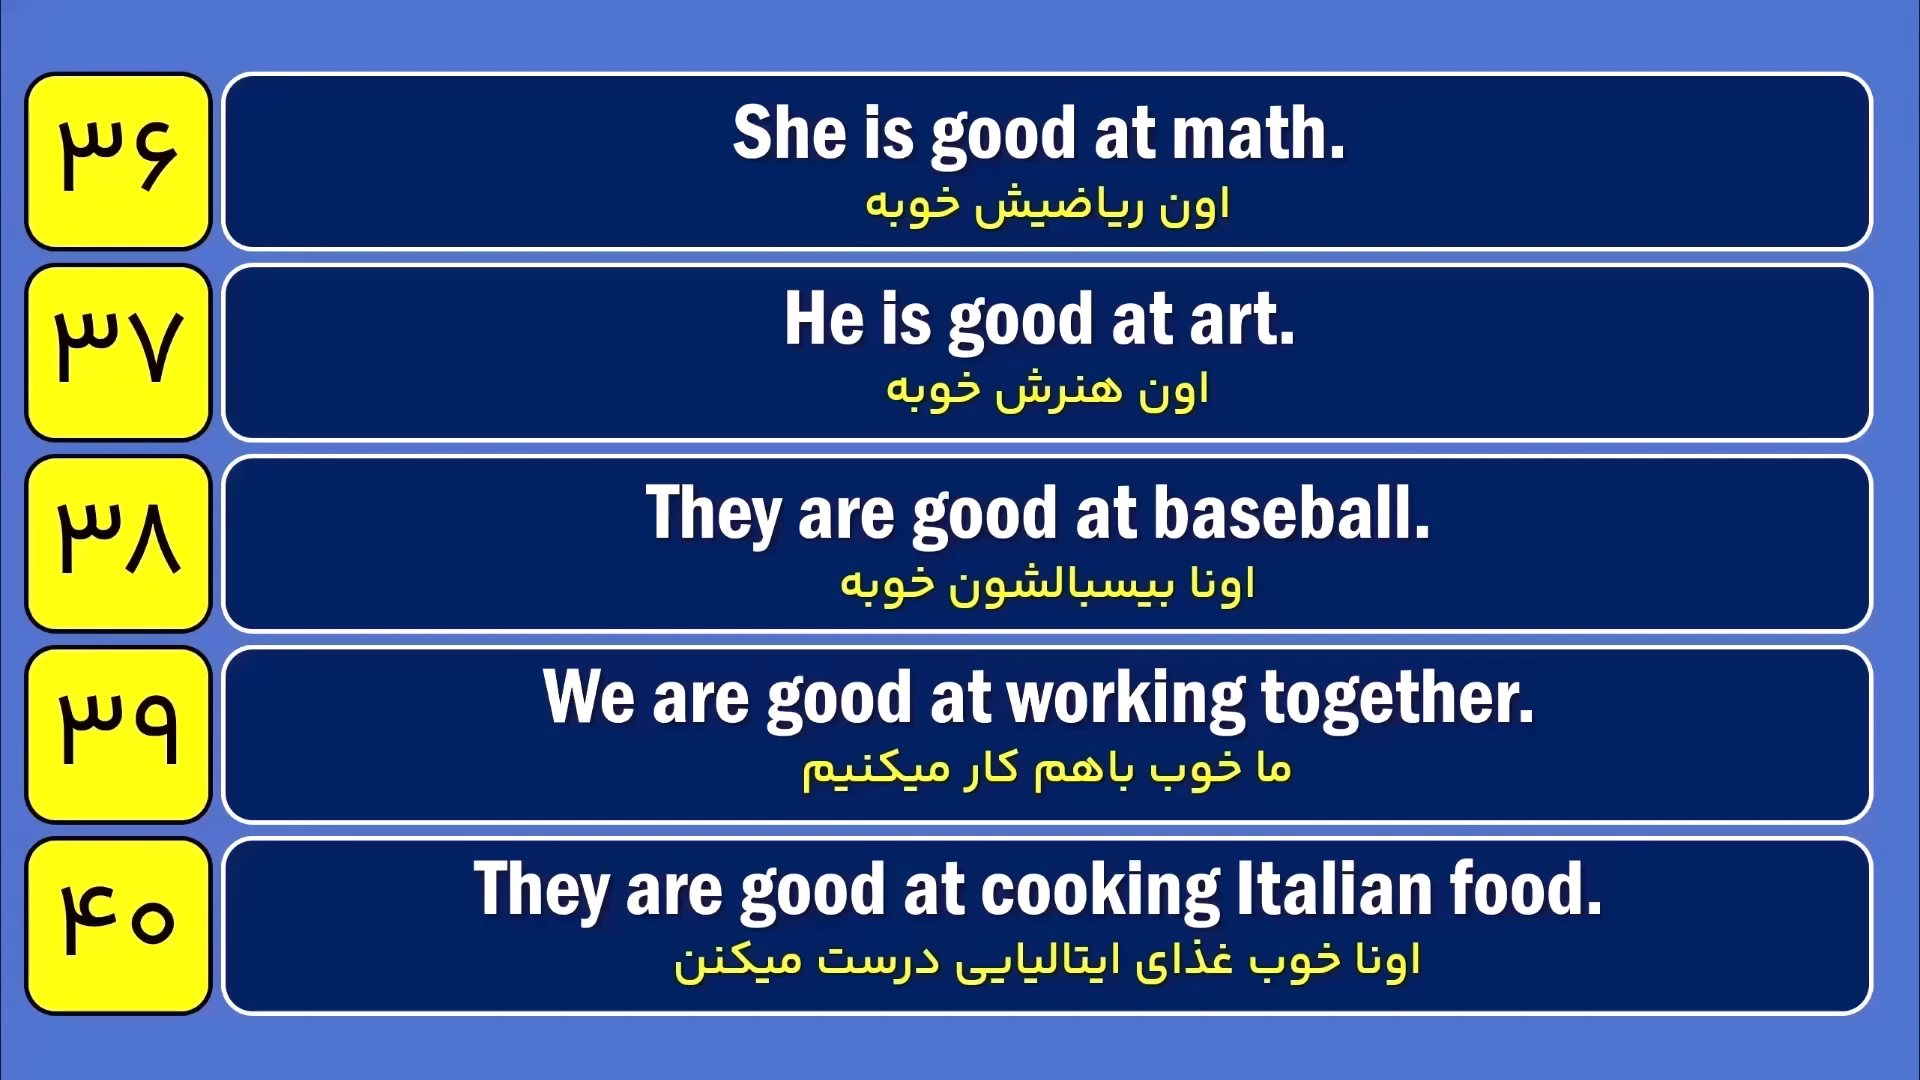 ۳۶
She is good at math.
اون ریاضیش خوبه
۳۷
He is good at art.
اون هنرش خوبه
۳۸
They are good at baseball.
اونا بیسبالشون خوبه
۳۹
We are good at working together.
ما خوب باهم کار میکنیم
۴۰
They are good at cooking Italian food.
اونا خوب غذای ایتالیایی درست میکنن